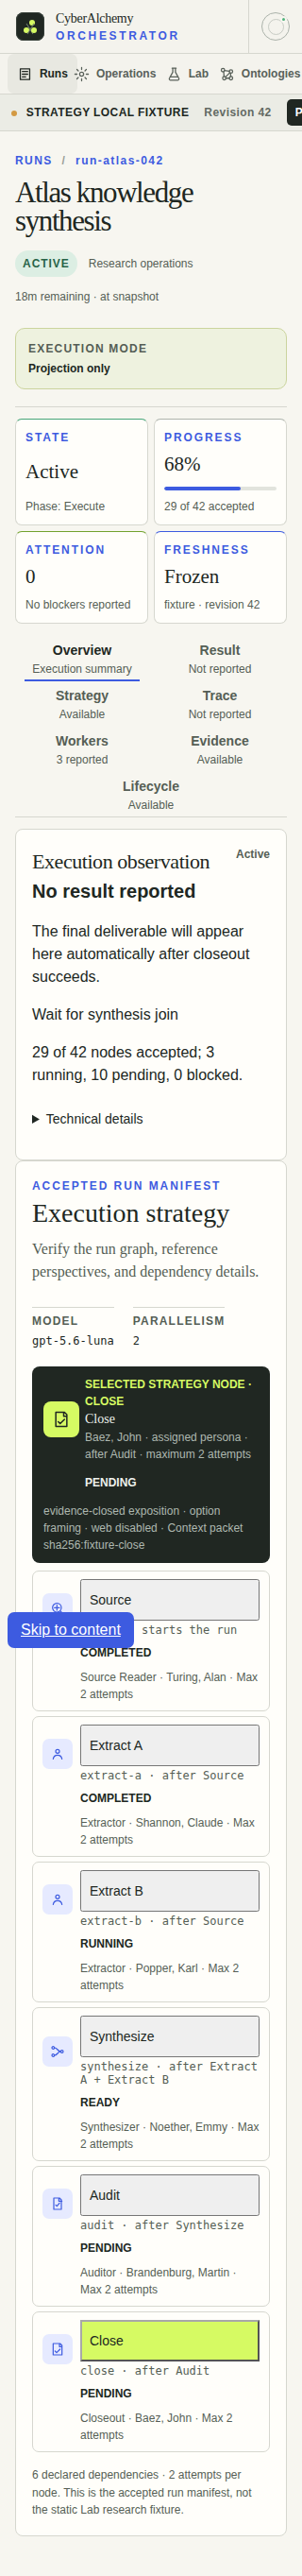 CyberAlchemy
ORCHESTRATOR
Runs Operations Lab Ontologies
STRATEGY LOCAL FIXTURE Revision 42 P
RUNS / run-atlas-042
Atlas knowledge
synthesis
ACTIVE Research operations
18m remaining · at snapshot
EXECUTION MODE
Projection only
STATE
Active
Phase: Execute
PROGRESS
68%
29 of 42 accepted
ATTENTION
0
No blockers reported
FRESHNESS
Frozen
fixture · revision 42
Overview
Execution summary
Result
Not reported
Strategy
Available
Trace
Not reported
Workers
3 reported
Evidence
Available
Lifecycle
Available
Execution observation Active
No result reported
The final deliverable will appear
here automatically after closeout
succeeds.
Wait for synthesis join
29 of 42 nodes accepted; 3
running, 10 pending, 0 blocked.
Technical details
ACCEPTED RUN MANIFEST
Execution strategy
Verify the run graph, reference
perspectives, and dependency details.
MODEL
gpt-5.6-luna
PARALLELISM
2
SELECTED STRATEGY NODE ·
CLOSE
Close
Baez, John · assigned persona ·
after Audit · maximum 2 attempts
PENDING
evidence-closed exposition · option
framing · web disabled · Context packet
sha256:fixture-close
Source
Skip to content
starts the run
COMPLETED
Source Reader · Turing, Alan · Max
2 attempts
Extract A
extract-a · after Source
COMPLETED
Extractor · Shannon, Claude · Max
2 attempts
Extract B
extract-b · after Source
RUNNING
Extractor · Popper, Karl · Max 2
attempts
Synthesize
synthesize · after Extract
A + Extract B
READY
Synthesizer · Noether, Emmy · Max
2 attempts
Audit
audit · after Synthesize
PENDING
Auditor · Brandenburg, Martin ·
Max 2 attempts
Close
close · after Audit
PENDING
Closeout · Baez, John · Max 2
attempts
6 declared dependencies · 2 attempts per
node. This is the accepted run manifest, not
the static Lab research fixture.